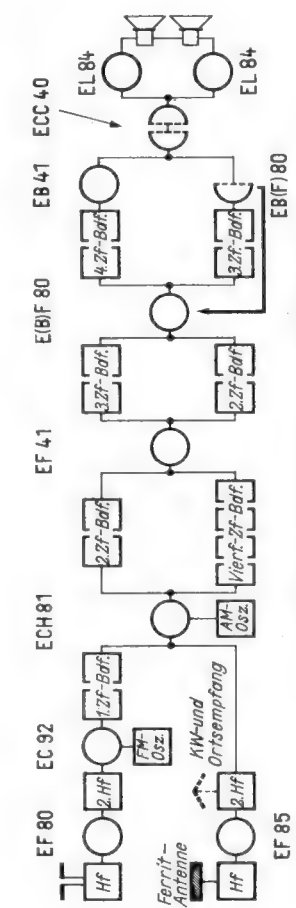 EF 80
EC 92
ECH 81
EF 41
E(B)F 80
EB 41
ECC 40
EL 84
Hf
2. Hf
1. Zf-Bdf.
2. Zf-Bdf.
3. Zf-Bdf.
4. Zf-Bdf.
FM-
Osz.
AM-
Osz.
Vierf.-Zf-Bdf.
2. Zf-Bdf.
3. Zf-Bdf.
EL 84
EB(F) 80
KW-und
Ortsempfang
Ferrit-
Antenne
Hf
2. Hf
EF 85